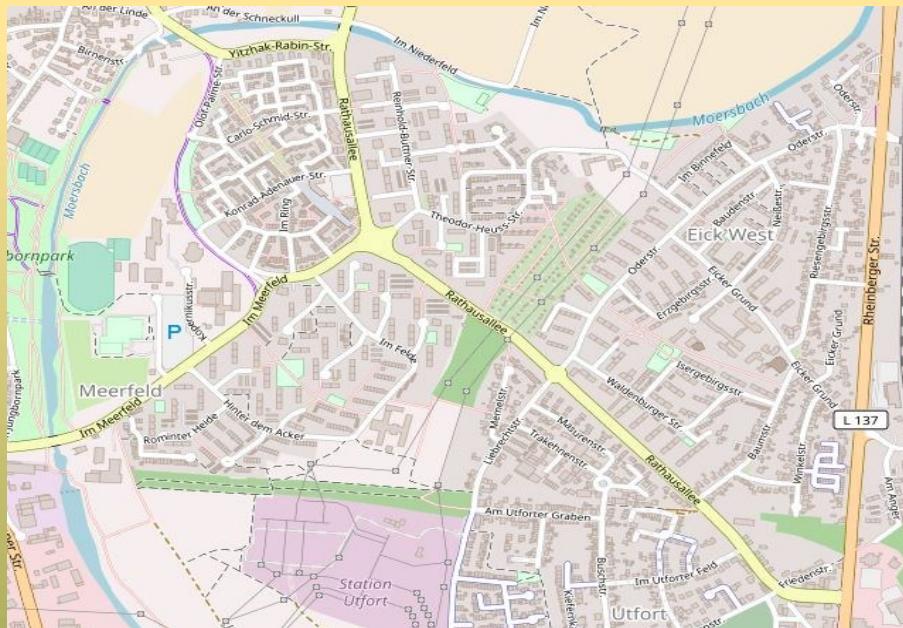 An der Linde
An der Schneckull
Birnenstr.
Yitzhak-Rabin-Str.
Im Niederfeld
Olof-Palme-Str.
Rathausallee
Reinhold-Büttner-Str.
Carlo-Schmid-Str.
Moersbach
Oderstr.
Oderstr.
Im Binnefeld
Moersbach
Konrad-Adenauer-Str.
Im Ring
Theodor-Heuss-Str.
Baudenstr.
Neißestr.
Eick West
Riesengebirgsstr.
Rheinberger Str.
Oderstr.
Eicker Grund
Erzgebirgsstr.
Im Meerfeld
Kopernikusstr.
P
Rathausallee
Im Felde
Eicker Grund
Eicker Grund
Isergebirgsstr.
Waldenburger Str.
Meerfeld
Memelstr.
Hinter dem Acker
Im Meerfeld
Rominter Heide
Liebrechtstr.
Masurenstr.
Trakehnenstr.
Rathausallee
Baumstr.
Winkelstr.
L 137
Am Anger
Am Utforter Graben
Buschstr.
Station
Utfort
Im Utforter Feld
Friedenstr.
Utfort